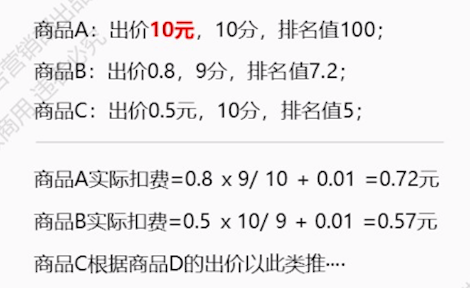 商品A：出价10元，10分，排名值100；
商品B：出价0.8，9分，排名值7.2；
商品C：出价0.5元，10分，排名值5；
商品A实际扣费=0.8 x 9/ 10 + 0.01 =0.72元
商品B实际扣费=0.5 x 10/ 9 + 0.01 =0.57元
商品C根据商品D的出价以此类推····